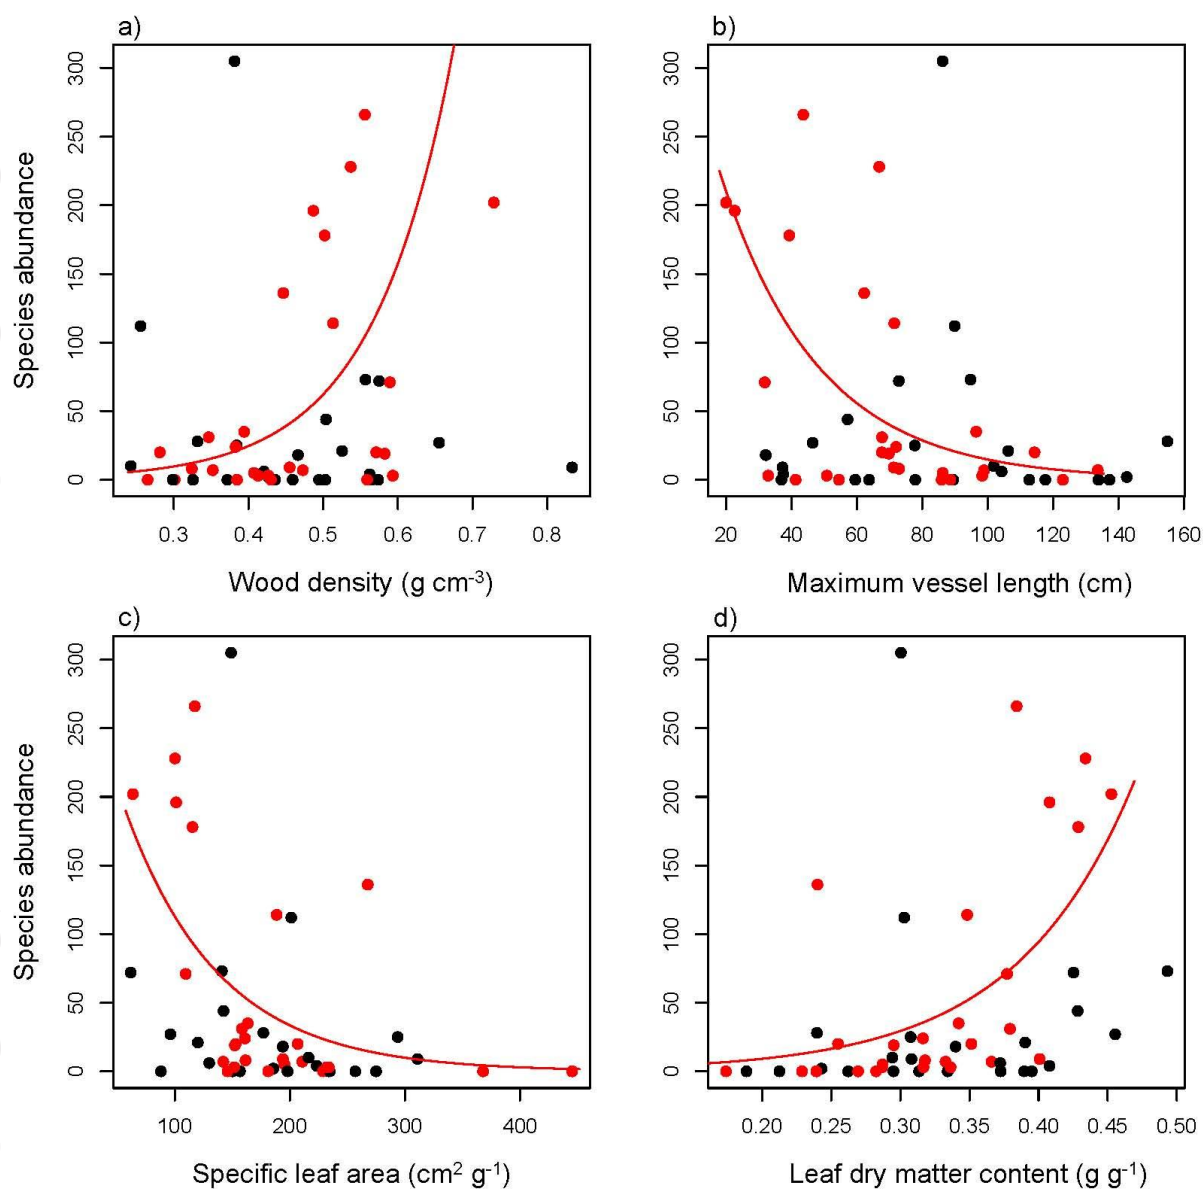 a)
b)
Species abundance
0 50 100 150 200 250 300
0 50 100 150 200 250 300
0.3 0.4 0.5 0.6 0.7 0.8
20 40 60 80 100 120 140 160
Wood density (g cm⁻³)
Maximum vessel length (cm)
c)
d)
Species abundance
0 50 100 150 200 250 300
0 50 100 150 200 250 300
100 200 300 400
0.20 0.25 0.30 0.35 0.40 0.45 0.50
Specific leaf area (cm² g⁻¹)
Leaf dry matter content (g g⁻¹)